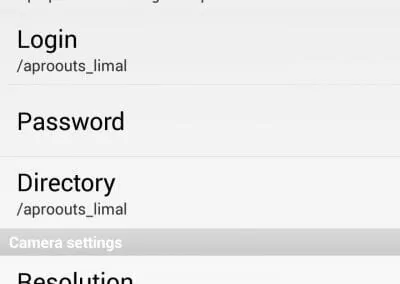 Login
/aproouts_limal
Password
Directory
/aproouts_limal
Camera settings
Resolution